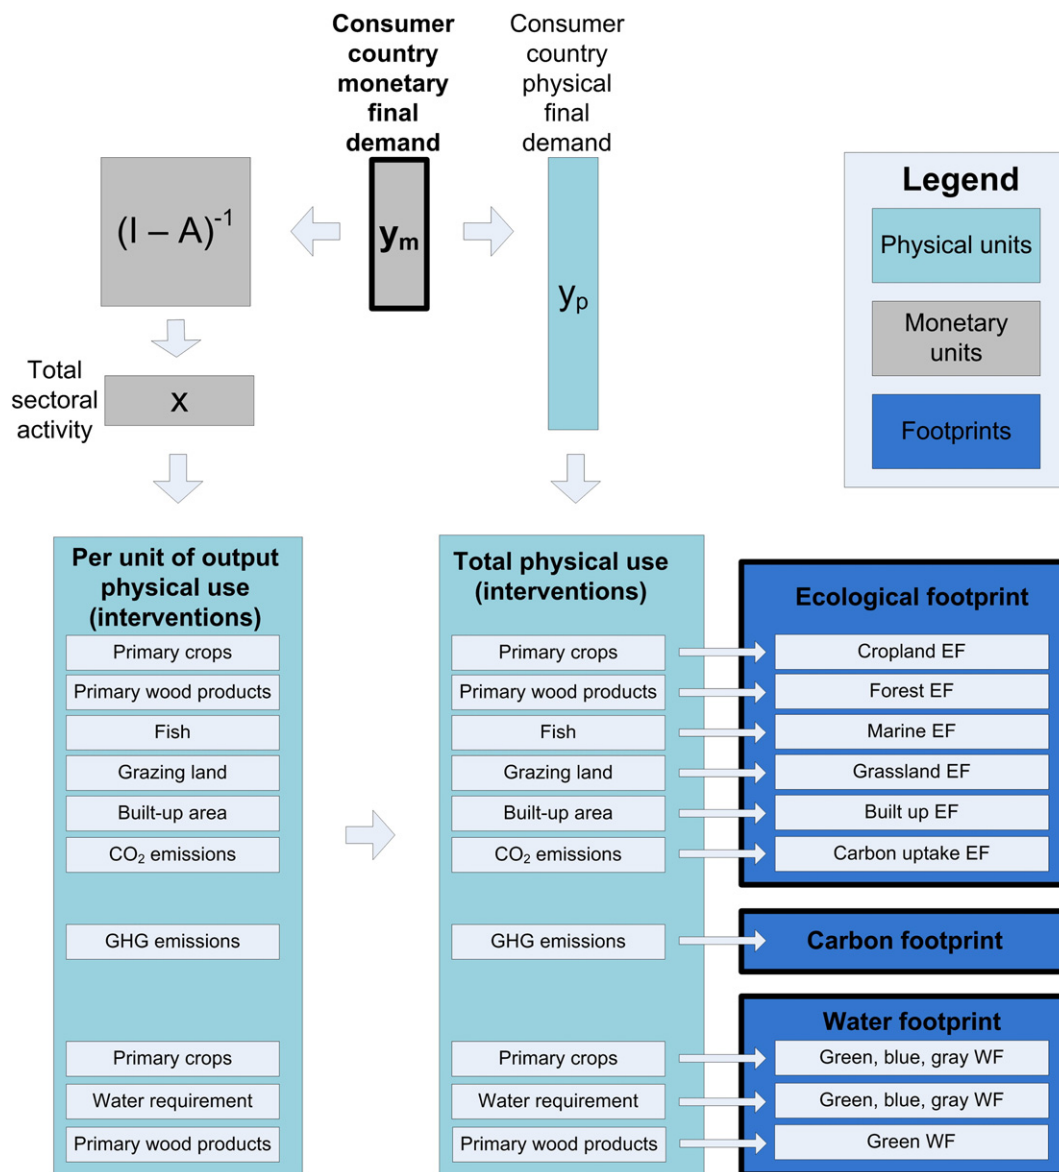 Consumer
country
monetary
final
demand
Consumer
country
physical
final
demand
(I – A)⁻¹
yₘ
yₚ
Legend
Physical units
Monetary
units
Footprints
Total
sectoral
activity
x
Per unit of output
physical use
(interventions)
Primary crops
Primary wood products
Fish
Grazing land
Built-up area
CO₂ emissions
GHG emissions
Primary crops
Water requirement
Primary wood products
Total physical use
(interventions)
Primary crops
Primary wood products
Fish
Grazing land
Built-up area
CO₂ emissions
GHG emissions
Primary crops
Water requirement
Primary wood products
Ecological footprint
Cropland EF
Forest EF
Marine EF
Grassland EF
Built up EF
Carbon uptake EF
Carbon footprint
Water footprint
Green, blue, gray WF
Green, blue, gray WF
Green WF